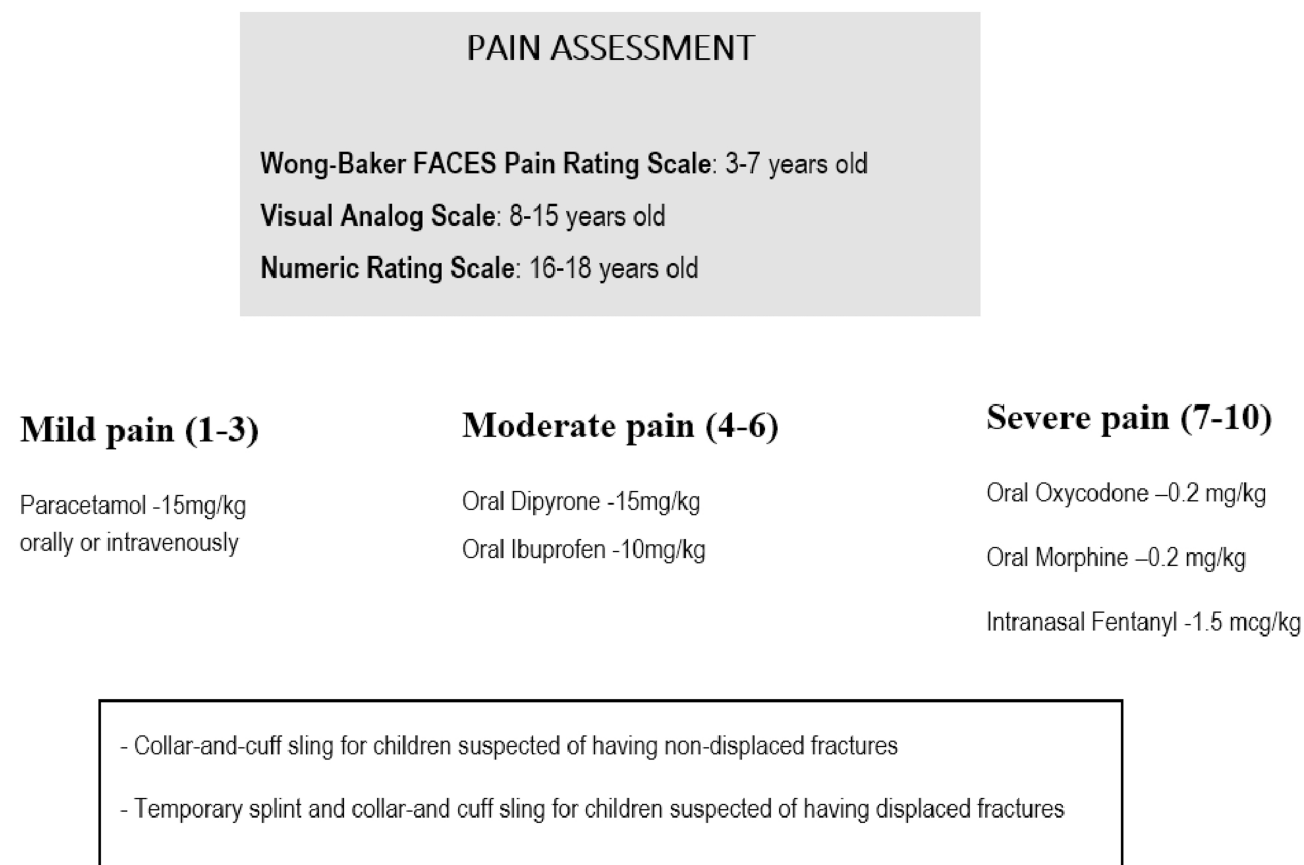 PAIN ASSESSMENT
Wong-Baker FACES Pain Rating Scale: 3-7 years old
Visual Analog Scale: 8-15 years old
Numeric Rating Scale: 16-18 years old
Mild pain (1-3)
Paracetamol -15mg/kg
orally or intravenously
Moderate pain (4-6)
Oral Dipyrone -15mg/kg
Oral Ibuprofen -10mg/kg
Severe pain (7-10)
Oral Oxycodone –0.2 mg/kg
Oral Morphine –0.2 mg/kg
Intranasal Fentanyl -1.5 mcg/kg
- Collar-and-cuff sling for children suspected of having non-displaced fractures
- Temporary splint and collar-and cuff sling for children suspected of having displaced fractures